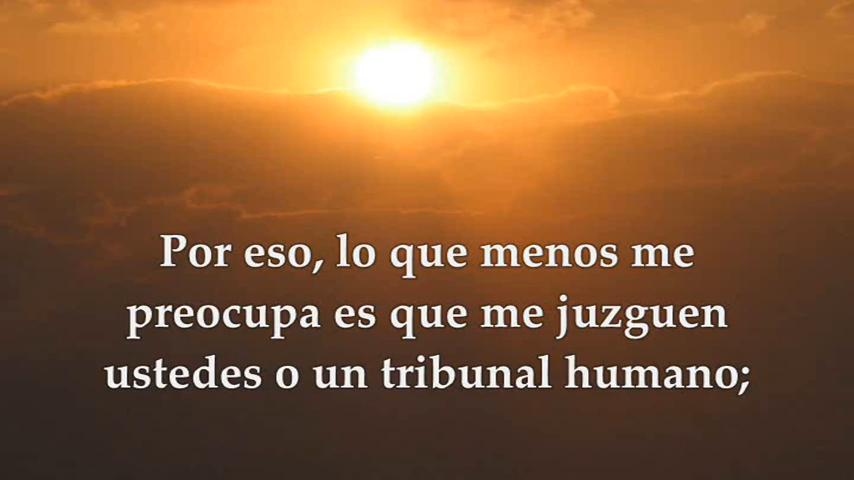 Por eso, lo que menos me
preocupa es que me juzguen
ustedes o un tribunal humano;